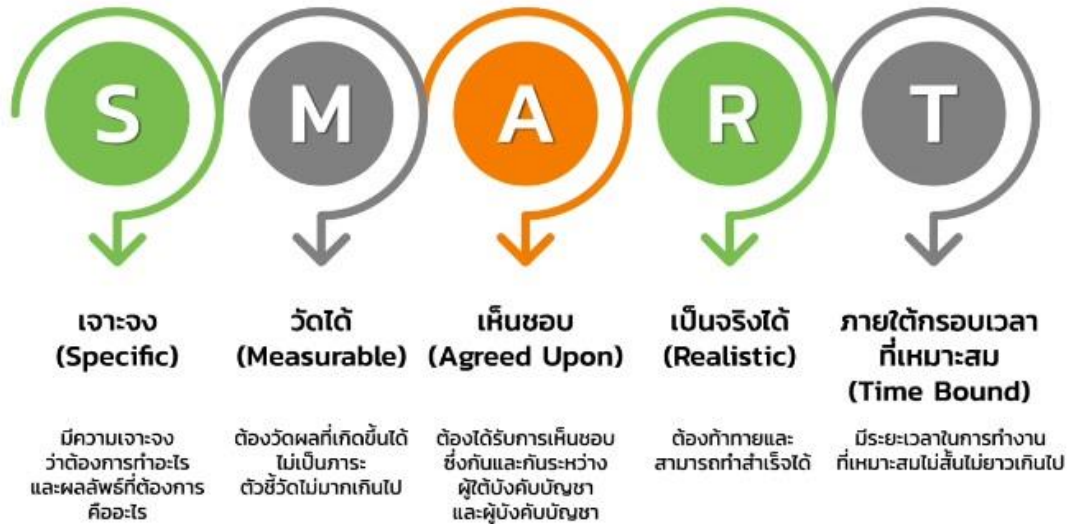 S
M
A
R
T
เจาะจง
(Specific)
มีความเจาะจง
ว่าต้องการทำอะไร
และผลลัพธ์ที่ต้องการ
คืออะไร
วัดได้
(Measurable)
ต้องวัดผลที่เกิดขึ้นได้
ไม่เป็นภาระ
ตัวชี้วัดไม่มากเกินไป
เห็นชอบ
(Agreed Upon)
ต้องได้รับการเห็นชอบ
ซึ่งกันและกันระหว่าง
ผู้ใต้บังคับบัญชา
และผู้บังคับบัญชา
เป็นจริงได้
(Realistic)
ต้องท้าทายและ
สามารถทำสำเร็จได้
ภายใต้กรอบเวลา
ที่เหมาะสม
(Time Bound)
มีระยะเวลาในการทำงาน
ที่เหมาะสมไม่สั้นไม่ยาวเกินไป